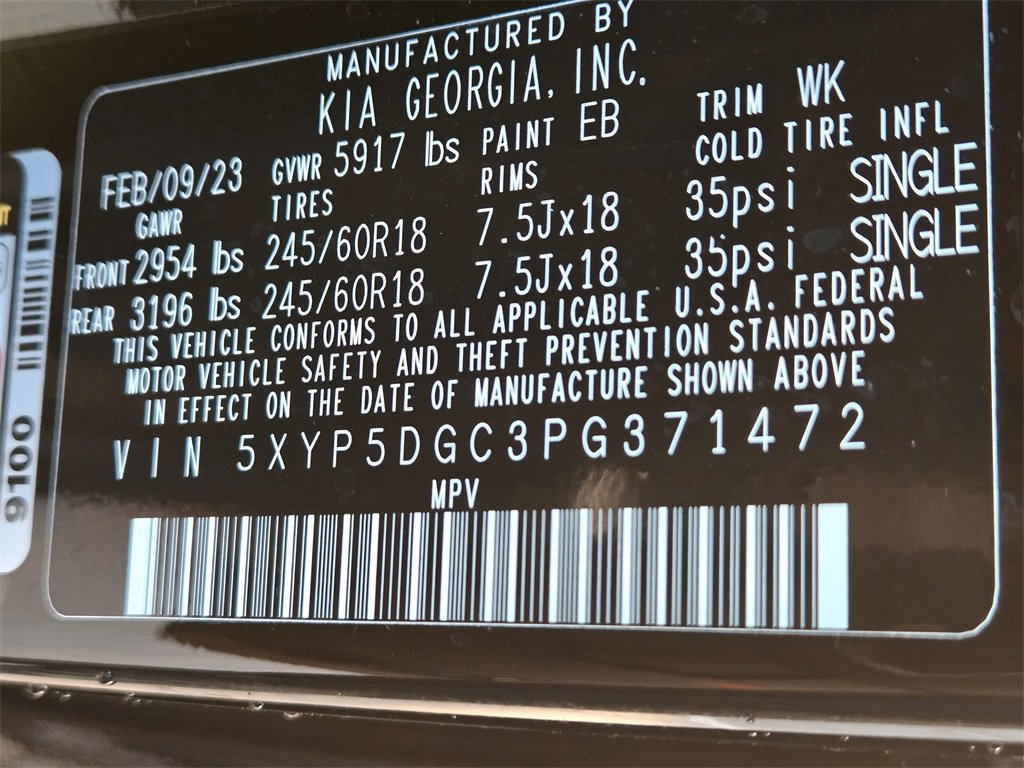 MANUFACTURED BY
KIA GEORGIA, INC.
FEB/09/23 GVWR 5917 lbs PAINT EB TRIM WK
GAWR TIRES RIMS COLD TIRE INFL
FRONT 2954 lbs 245/60R18 7.5Jx18 35psi SINGLE
REAR 3196 lbs 245/60R18 7.5Jx18 35psi SINGLE
THIS VEHICLE CONFORMS TO ALL APPLICABLE U.S.A. FEDERAL
MOTOR VEHICLE SAFETY AND THEFT PREVENTION STANDARDS
IN EFFECT ON THE DATE OF MANUFACTURE SHOWN ABOVE
VIN 5XYP5DGC3PG371472
MPV
9100